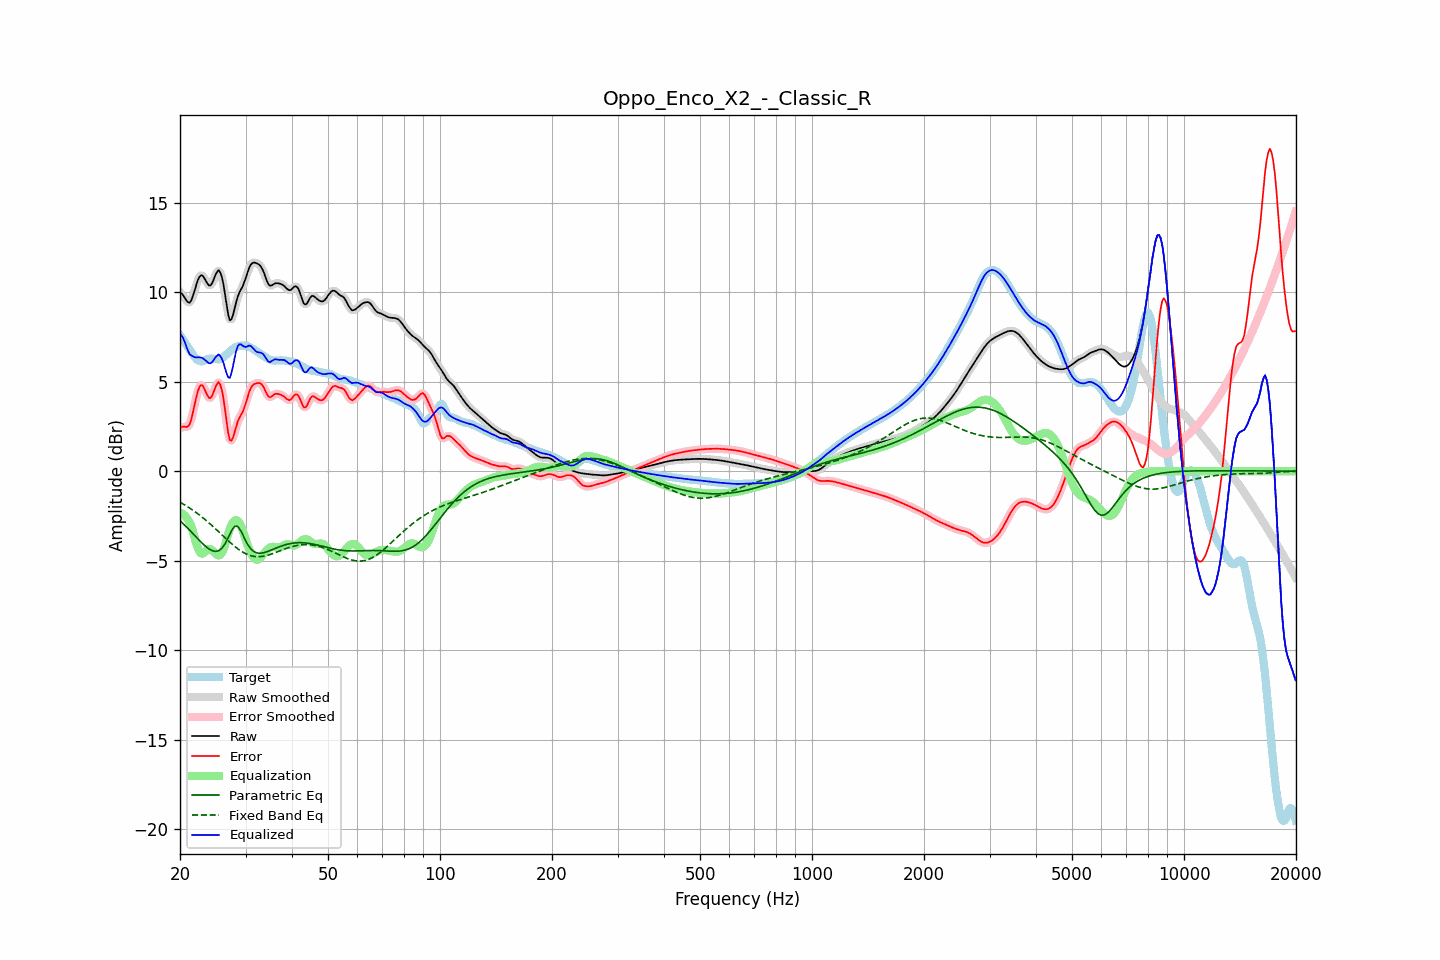 Oppo_Enco_X2_-_Classic_R
Amplitude (dBr)
15
10
5
0
−5
−10
−15
−20
Target
Raw Smoothed
Error Smoothed
Raw
Error
Equalization
Parametric Eq
Fixed Band Eq
Equalized
20 50 100 200 500 1000 2000 5000 10000 20000
Frequency (Hz)